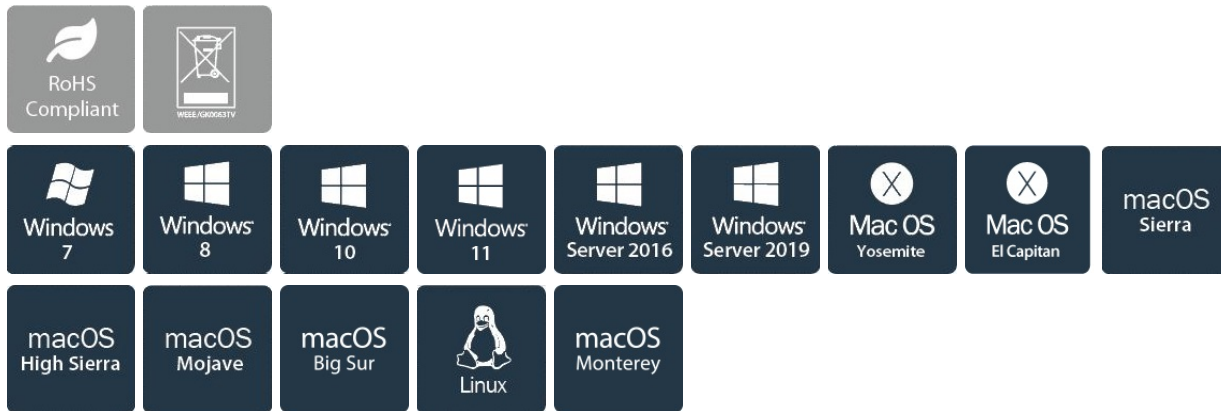 RoHS
Compliant
WEEE/GK0063TV
Windows
7
Windows
8
Windows
10
Windows
11
Windows
Server 2016
Windows
Server 2019
X
Mac OS
Yosemite
X
Mac OS
El Capitan
macOS
Sierra
macOS
High Sierra
macOS
Mojave
macOS
Big Sur
Linux
macOS
Monterey